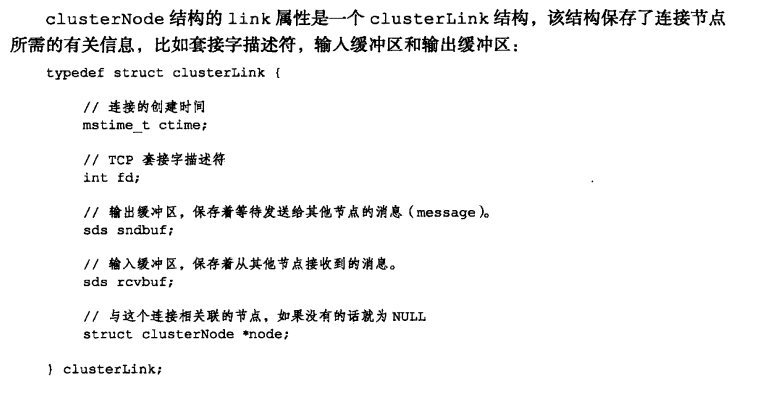 clusterNode 结构的 link 属性是一个 clusterLink 结构，该结构保存了连接节点
所需的有关信息，比如套接字描述符，输入缓冲区和输出缓冲区：
typedef struct clusterLink {
// 连接的创建时间
mstime_t ctime;
// TCP 套接字描述符
int fd;
// 输出缓冲区，保存着等待发送给其他节点的消息（message）。
sds sndbuf;
// 输入缓冲区，保存着从其他节点接收到的消息。
sds rcvbuf;
// 与这个连接相关联的节点，如果没有的话就为 NULL
struct clusterNode *node;
} clusterLink;